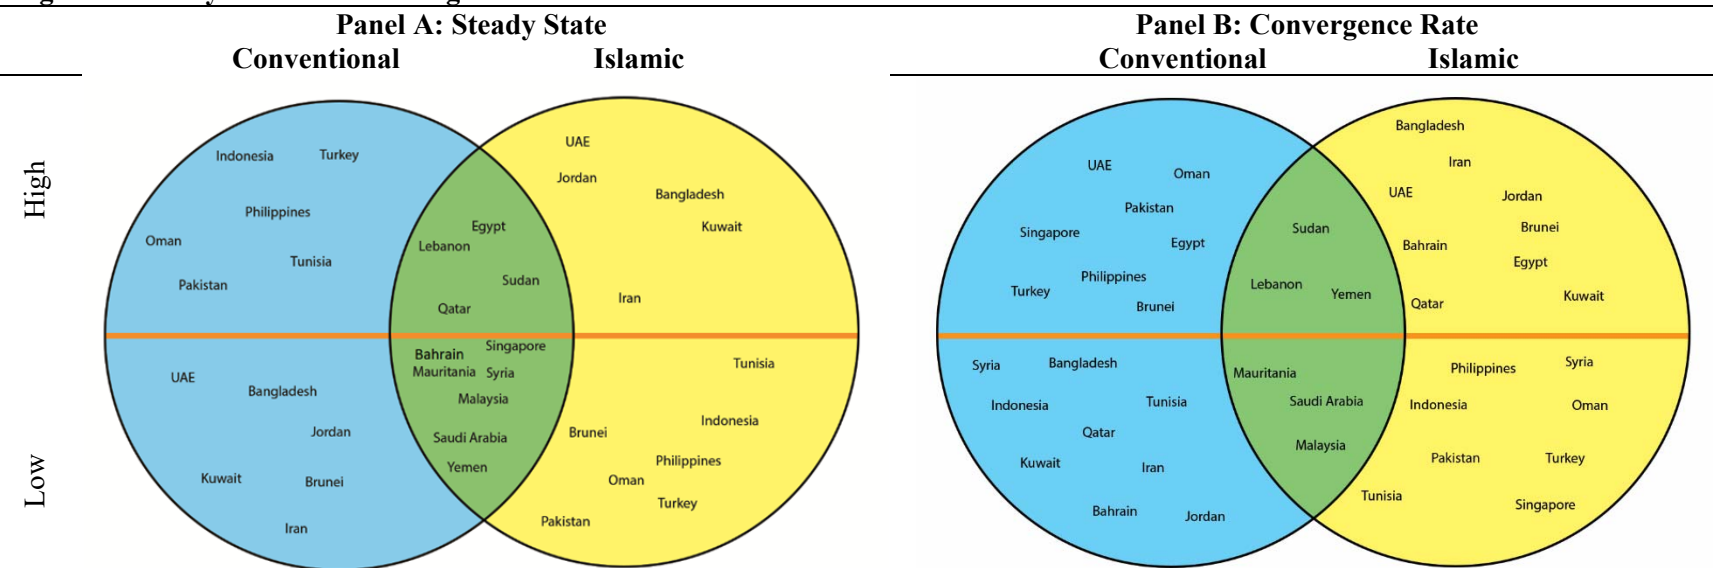 Panel A: Steady State
Conventional
Islamic
High
Low
Indonesia
Turkey
Philippines
Oman
Tunisia
Pakistan
Egypt
Lebanon
Sudan
Qatar
UAE
Jordan
Bangladesh
Kuwait
Iran
UAE
Bangladesh
Jordan
Kuwait
Brunei
Iran
Singapore
Bahrain
Mauritania
Syria
Malaysia
Saudi Arabia
Yemen
Tunisia
Indonesia
Brunei
Philippines
Oman
Turkey
Pakistan
Panel B: Convergence Rate
Conventional
Islamic
UAE
Oman
Pakistan
Singapore
Egypt
Philippines
Turkey
Brunei
Sudan
Lebanon
Yemen
Bangladesh
Iran
UAE
Jordan
Brunei
Bahrain
Egypt
Kuwait
Qatar
Syria
Bangladesh
Indonesia
Tunisia
Qatar
Kuwait
Iran
Bahrain
Jordan
Mauritania
Saudi Arabia
Malaysia
Philippines
Syria
Indonesia
Oman
Pakistan
Turkey
Tunisia
Singapore